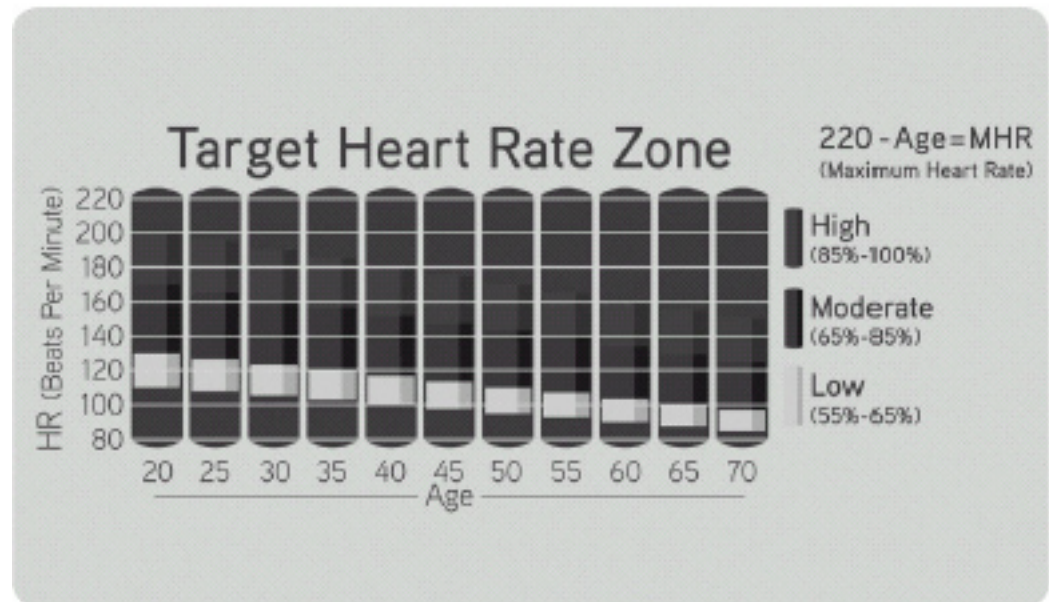 Target Heart Rate Zone
220 - Age = MHR
(Maximum Heart Rate)
HR (Beats Per Minute)
220
200
180
160
140
120
100
80
High
(85%-100%)
Moderate
(65%-85%)
Low
(55%-65%)
20 25 30 35 40 45 50 55 60 65 70
Age